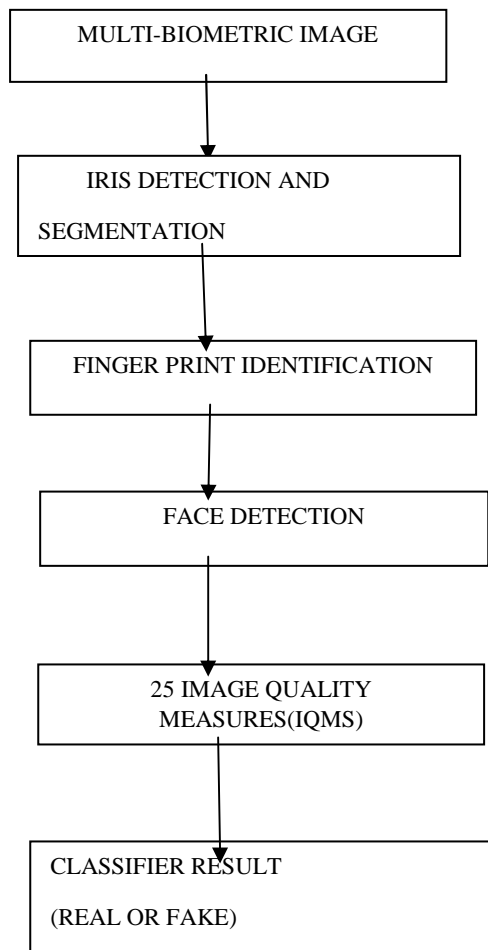 MULTI-BIOMETRIC IMAGE
IRIS DETECTION AND
SEGMENTATION
FINGER PRINT IDENTIFICATION
FACE DETECTION
25 IMAGE QUALITY
MEASURES(IQMS)
CLASSIFIER RESULT
(REAL OR FAKE)